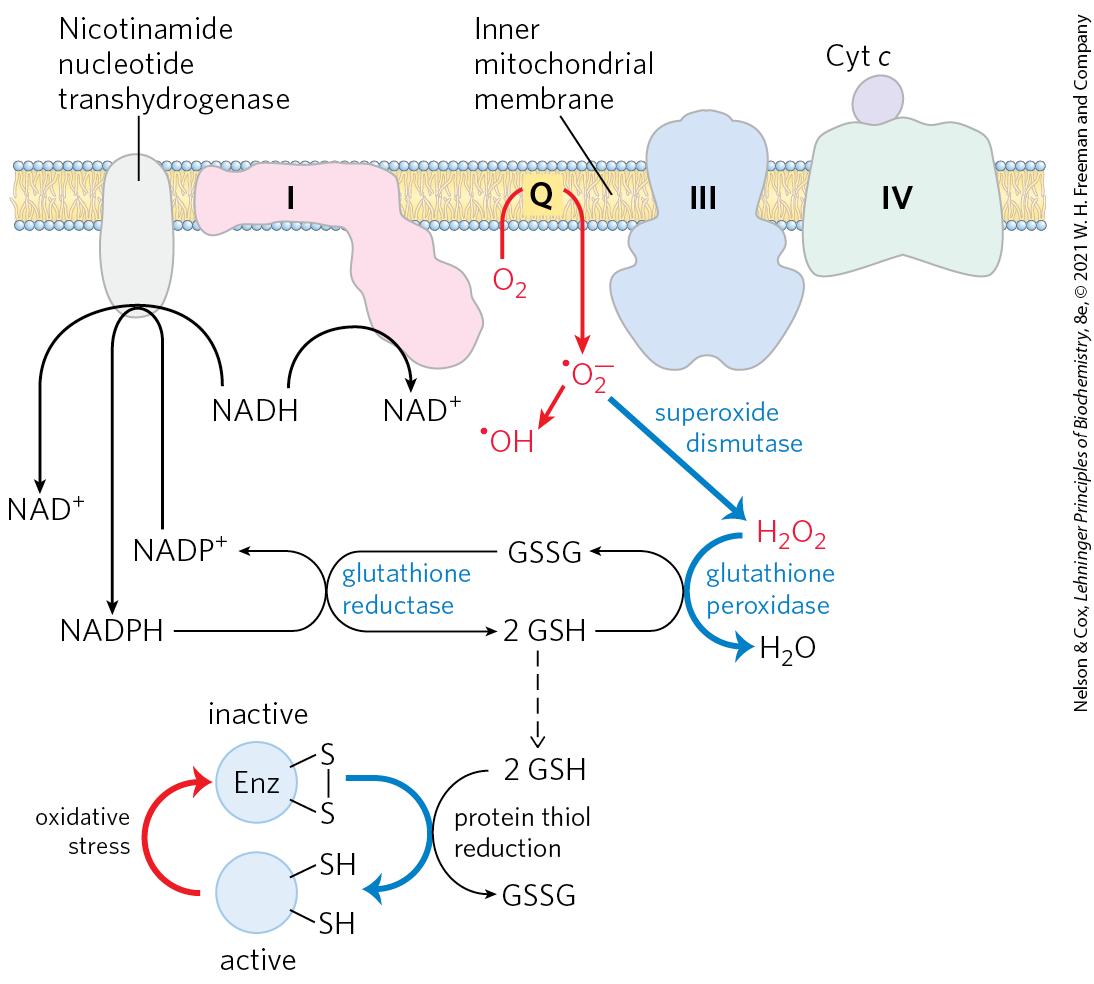 Nicotinamide
nucleotide
transhydrogenase
Inner
mitochondrial
membrane
Cyt c
I
Q
III
IV
O₂
•O₂⁻
•OH
NADH
NAD⁺
NAD⁺
superoxide
dismutase
H₂O₂
NADP⁺
GSSG
glutathione
reductase
glutathione
peroxidase
NADPH
2 GSH
H₂O
inactive
Enz
S
S
2 GSH
oxidative
stress
protein thiol
reduction
SH
SH
GSSG
active
Nelson & Cox, Lehninger Principles of Biochemistry, 8e, © 2021 W. H. Freeman and Company